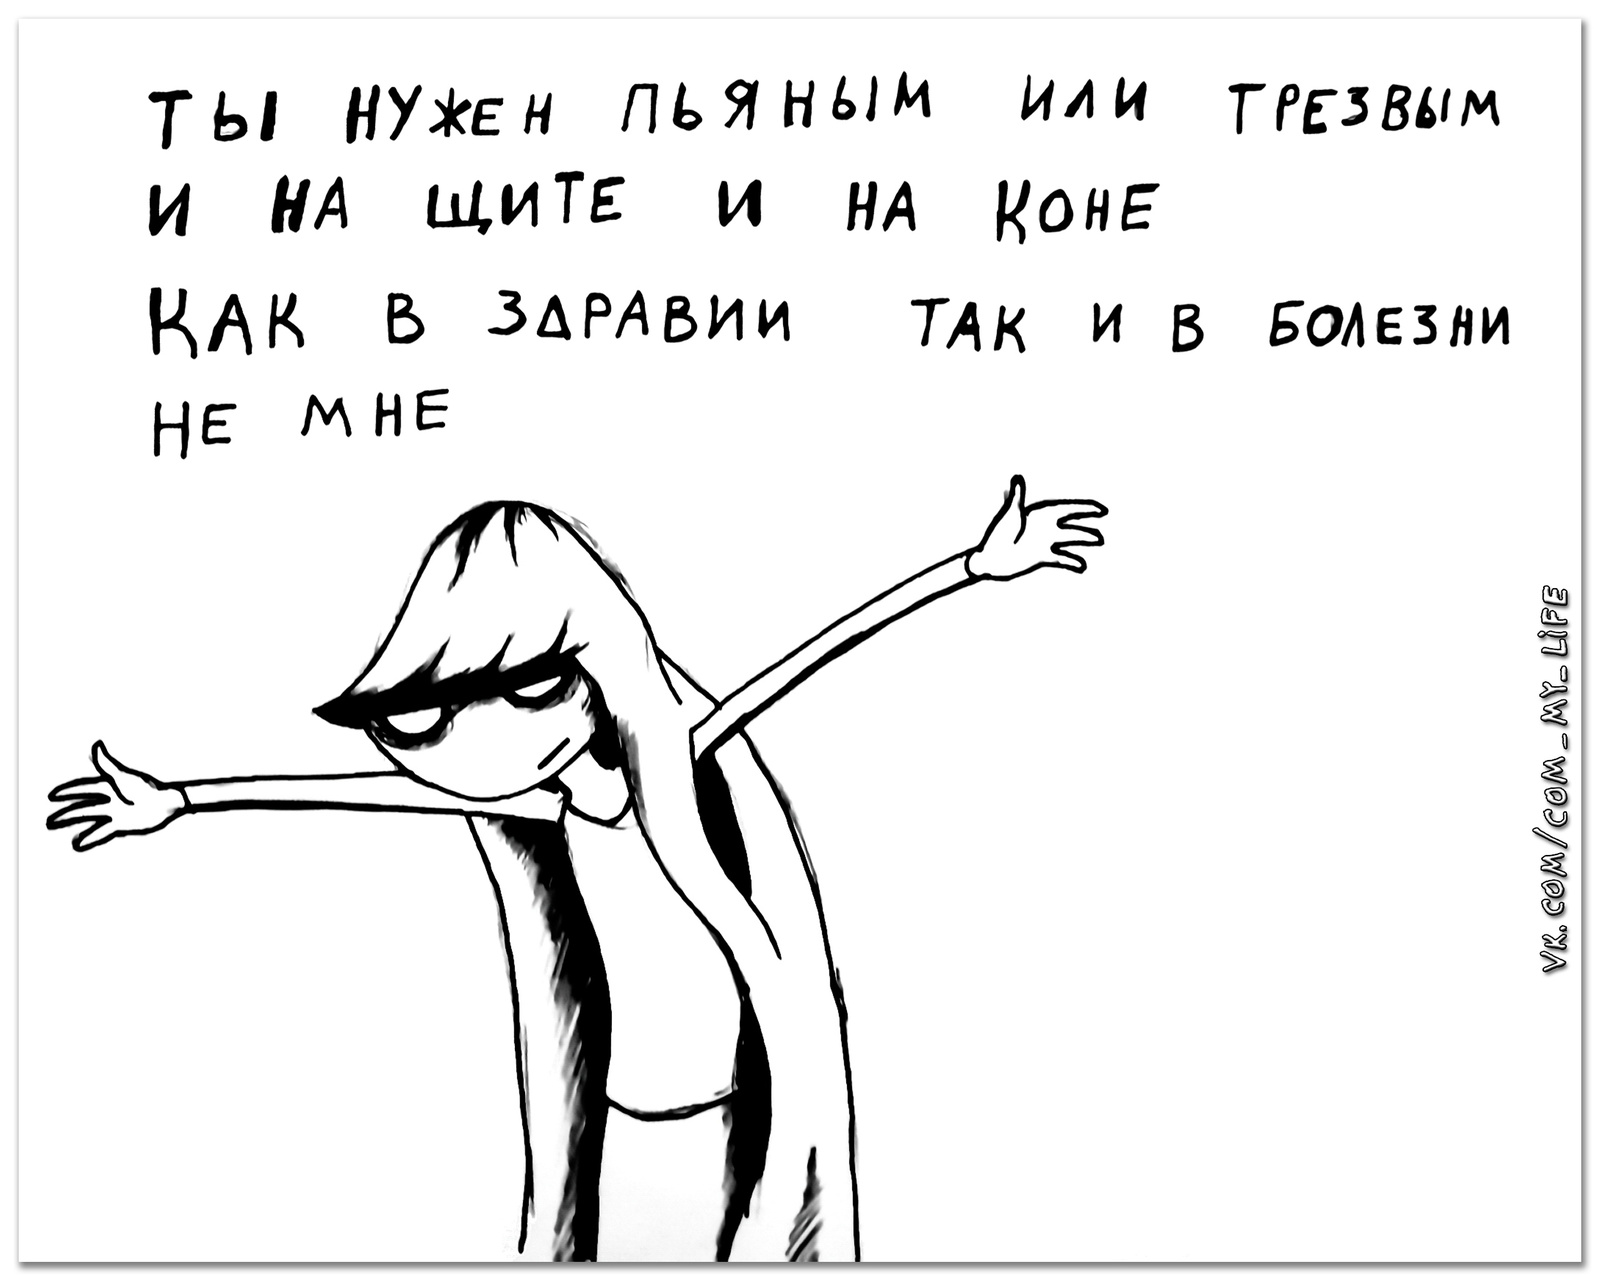 ТЫ НУЖЕН ПЬЯНЫМ ИЛИ ТРЕЗВЫМ
И НА ЩИТЕ И НА КОНЕ
КАК В ЗДРАВИИ ТАК И В БОЛЕЗНИ
НЕ МНЕ
VK.COM/COM_MY_LiFE